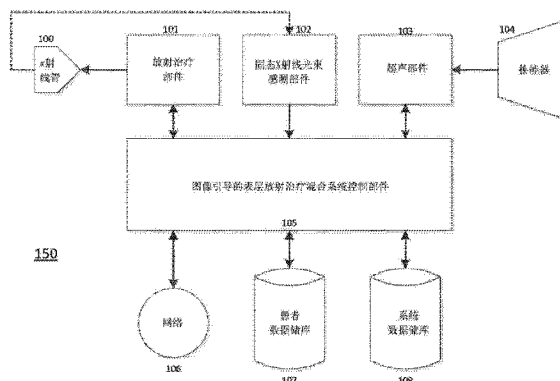 100
x射
线管
101
放射治疗
部件
102
固态X射线光束
感测部件
103
超声部件
104
换能器
图像引导的表层放射治疗混合系统控制部件
105
150
网络
106
患者
数据储库
107
系统
数据储库
108